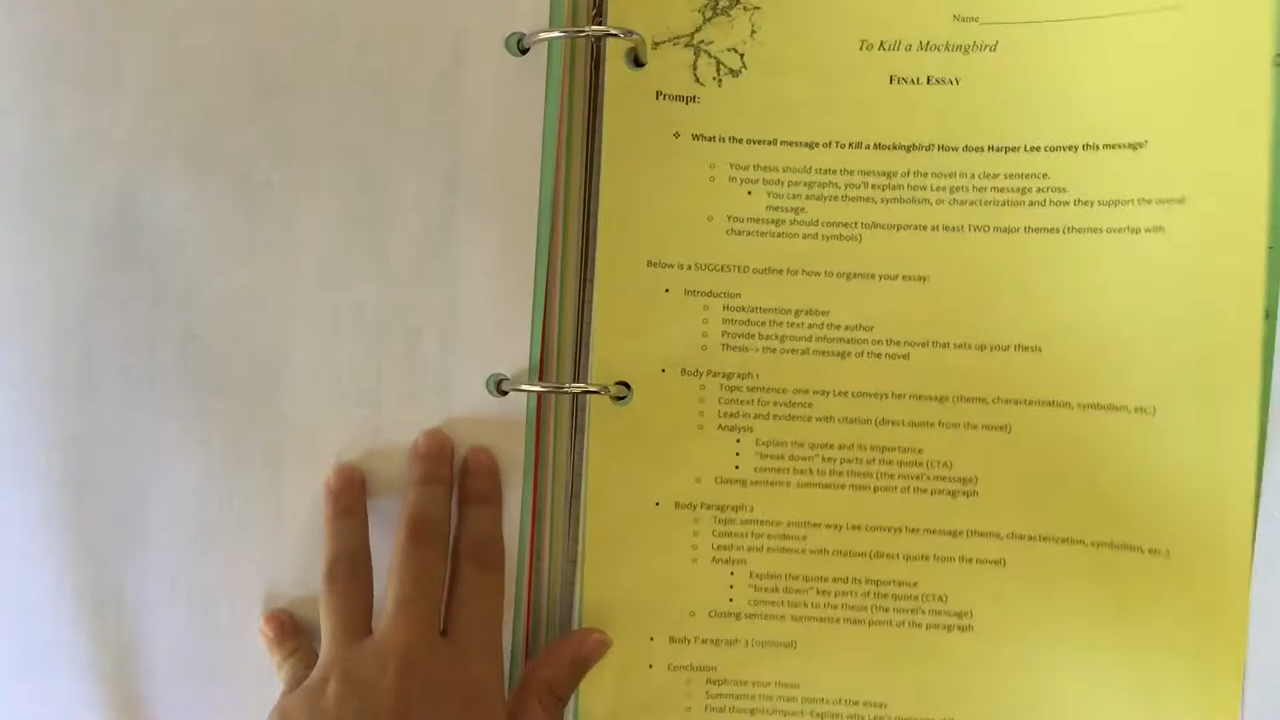 Name
To Kill a Mockingbird
FINAL ESSAY
Prompt:
❖ What is the overall message of To Kill a Mockingbird? How does Harper Lee convey this message?
o Your thesis should state the message of the novel in a clear sentence.
o In your body paragraphs, you'll explain how Lee gets her message across.
▪ You can analyze themes, symbolism, or characterization and how they support the overall
message.
o You message should connect to/incorporate at least TWO major themes (themes overlap with
characterization and symbols)
Below is a SUGGESTED outline for how to organize your essay:
• Introduction
o Hook/attention grabber
o Introduce the text and the author
o Provide background information on the novel that sets up your thesis
o Thesis--> the overall message of the novel
• Body Paragraph 1
o Topic sentence- one way Lee conveys her message (theme, characterization, symbolism, etc.)
o Context for evidence
o Lead-in and evidence with citation (direct quote from the novel)
o Analysis
▪ Explain the quote and its importance
▪ "break down" key parts of the quote (CTA)
▪ connect back to the thesis (the novel's message)
o Closing sentence- summarize main point of the paragraph
• Body Paragraph 2
o Topic sentence- another way Lee conveys her message (theme, characterization, symbolism, etc.)
o Context for evidence
o Lead-in and evidence with citation (direct quote from the novel)
o Analysis
▪ Explain the quote and its importance
▪ "break down" key parts of the quote (CTA)
▪ connect back to the thesis (the novel's message)
o Closing sentence- summarize main point of the paragraph
• Body Paragraph 3 (optional)
• Conclusion
o Rephrase your thesis
o Summarize the main points of the essay
o Final thoughts/impact- Explain why Lee's